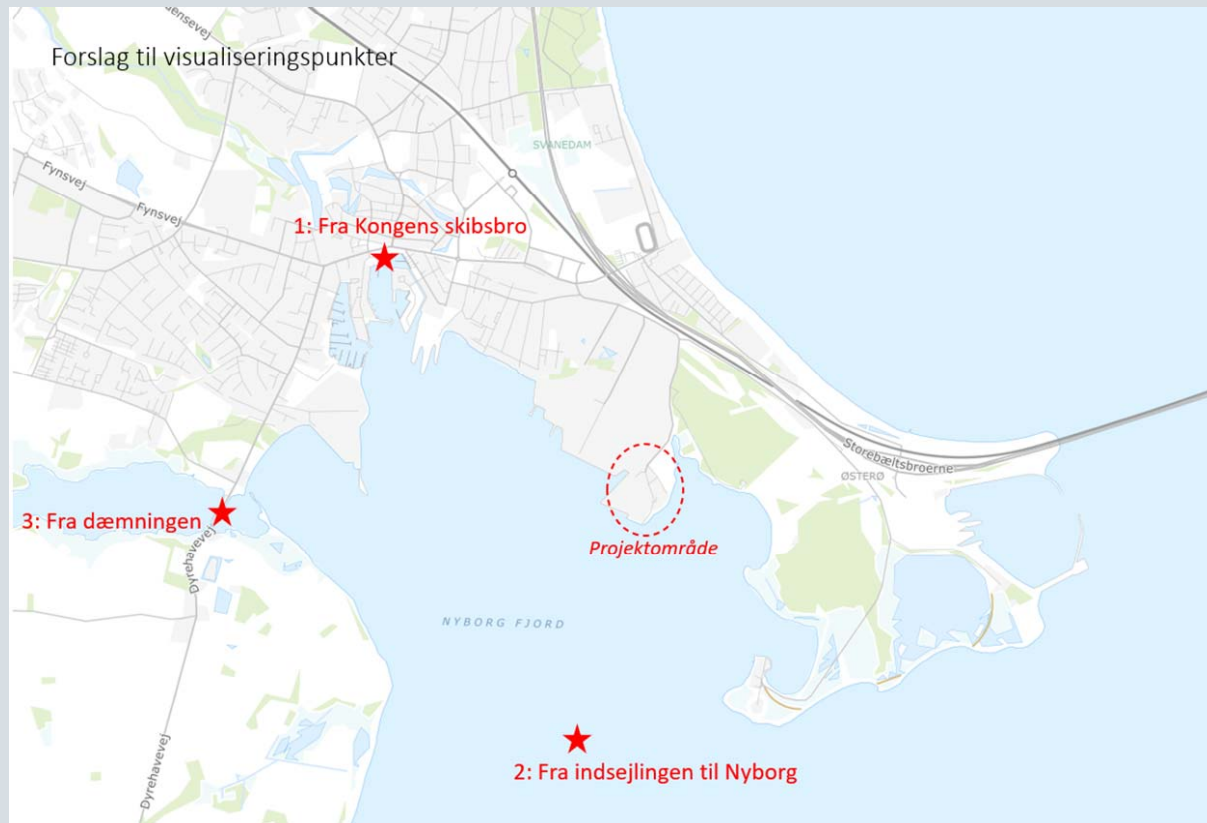 ensevej
Forslag til visualiseringspunkter
SVANEDAM
Fynsvej
Fynsvej
1: Fra Kongens skibsbro
Storebæltsbroerne
ØSTERØ
3: Fra dæmningen
Projektområde
Dyrehavevej
NYBORG FJORD
2: Fra indsejlingen til Nyborg
Dyrehavevej